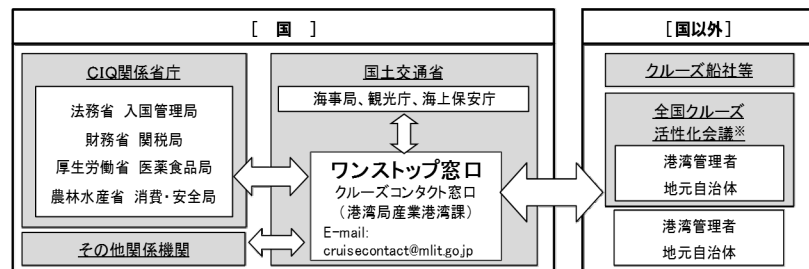 [ 国 ]
CIQ関係省庁
法務省 入国管理局
財務省 関税局
厚生労働省 医薬食品局
農林水産省 消費・安全局
その他関係機関
国土交通省
海事局、観光庁、海上保安庁
ワンストップ窓口
クルーズコンタクト窓口
（港湾局産業港湾課）
E-mail:
cruisecontact@mlit.go.jp
[国以外]
クルーズ船社等
全国クルーズ
活性化会議※
港湾管理者
地元自治体
港湾管理者
地元自治体